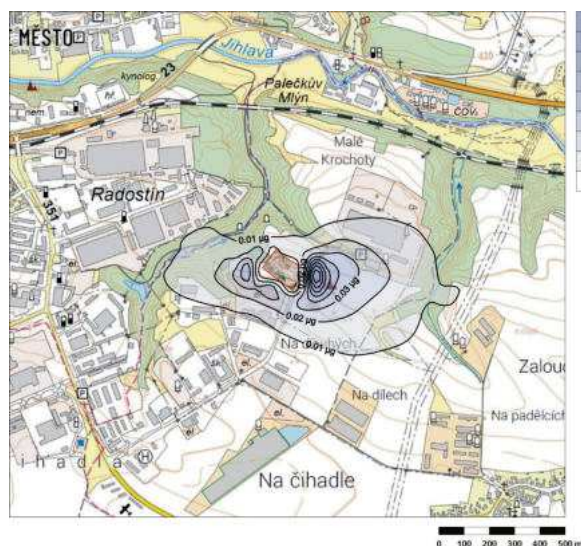 MĚSTO
Jihlava
kynolog.
23
Palečkův
Mlýn
čov.
Malé
Krochoty
Radostín
351
0.01 µg
0.03 µg
0.02 µg
0.01 µg
Na dílech
Zalou
Na padělcích
ihadla
Na čihadle
0 100 200 300 400 500 m